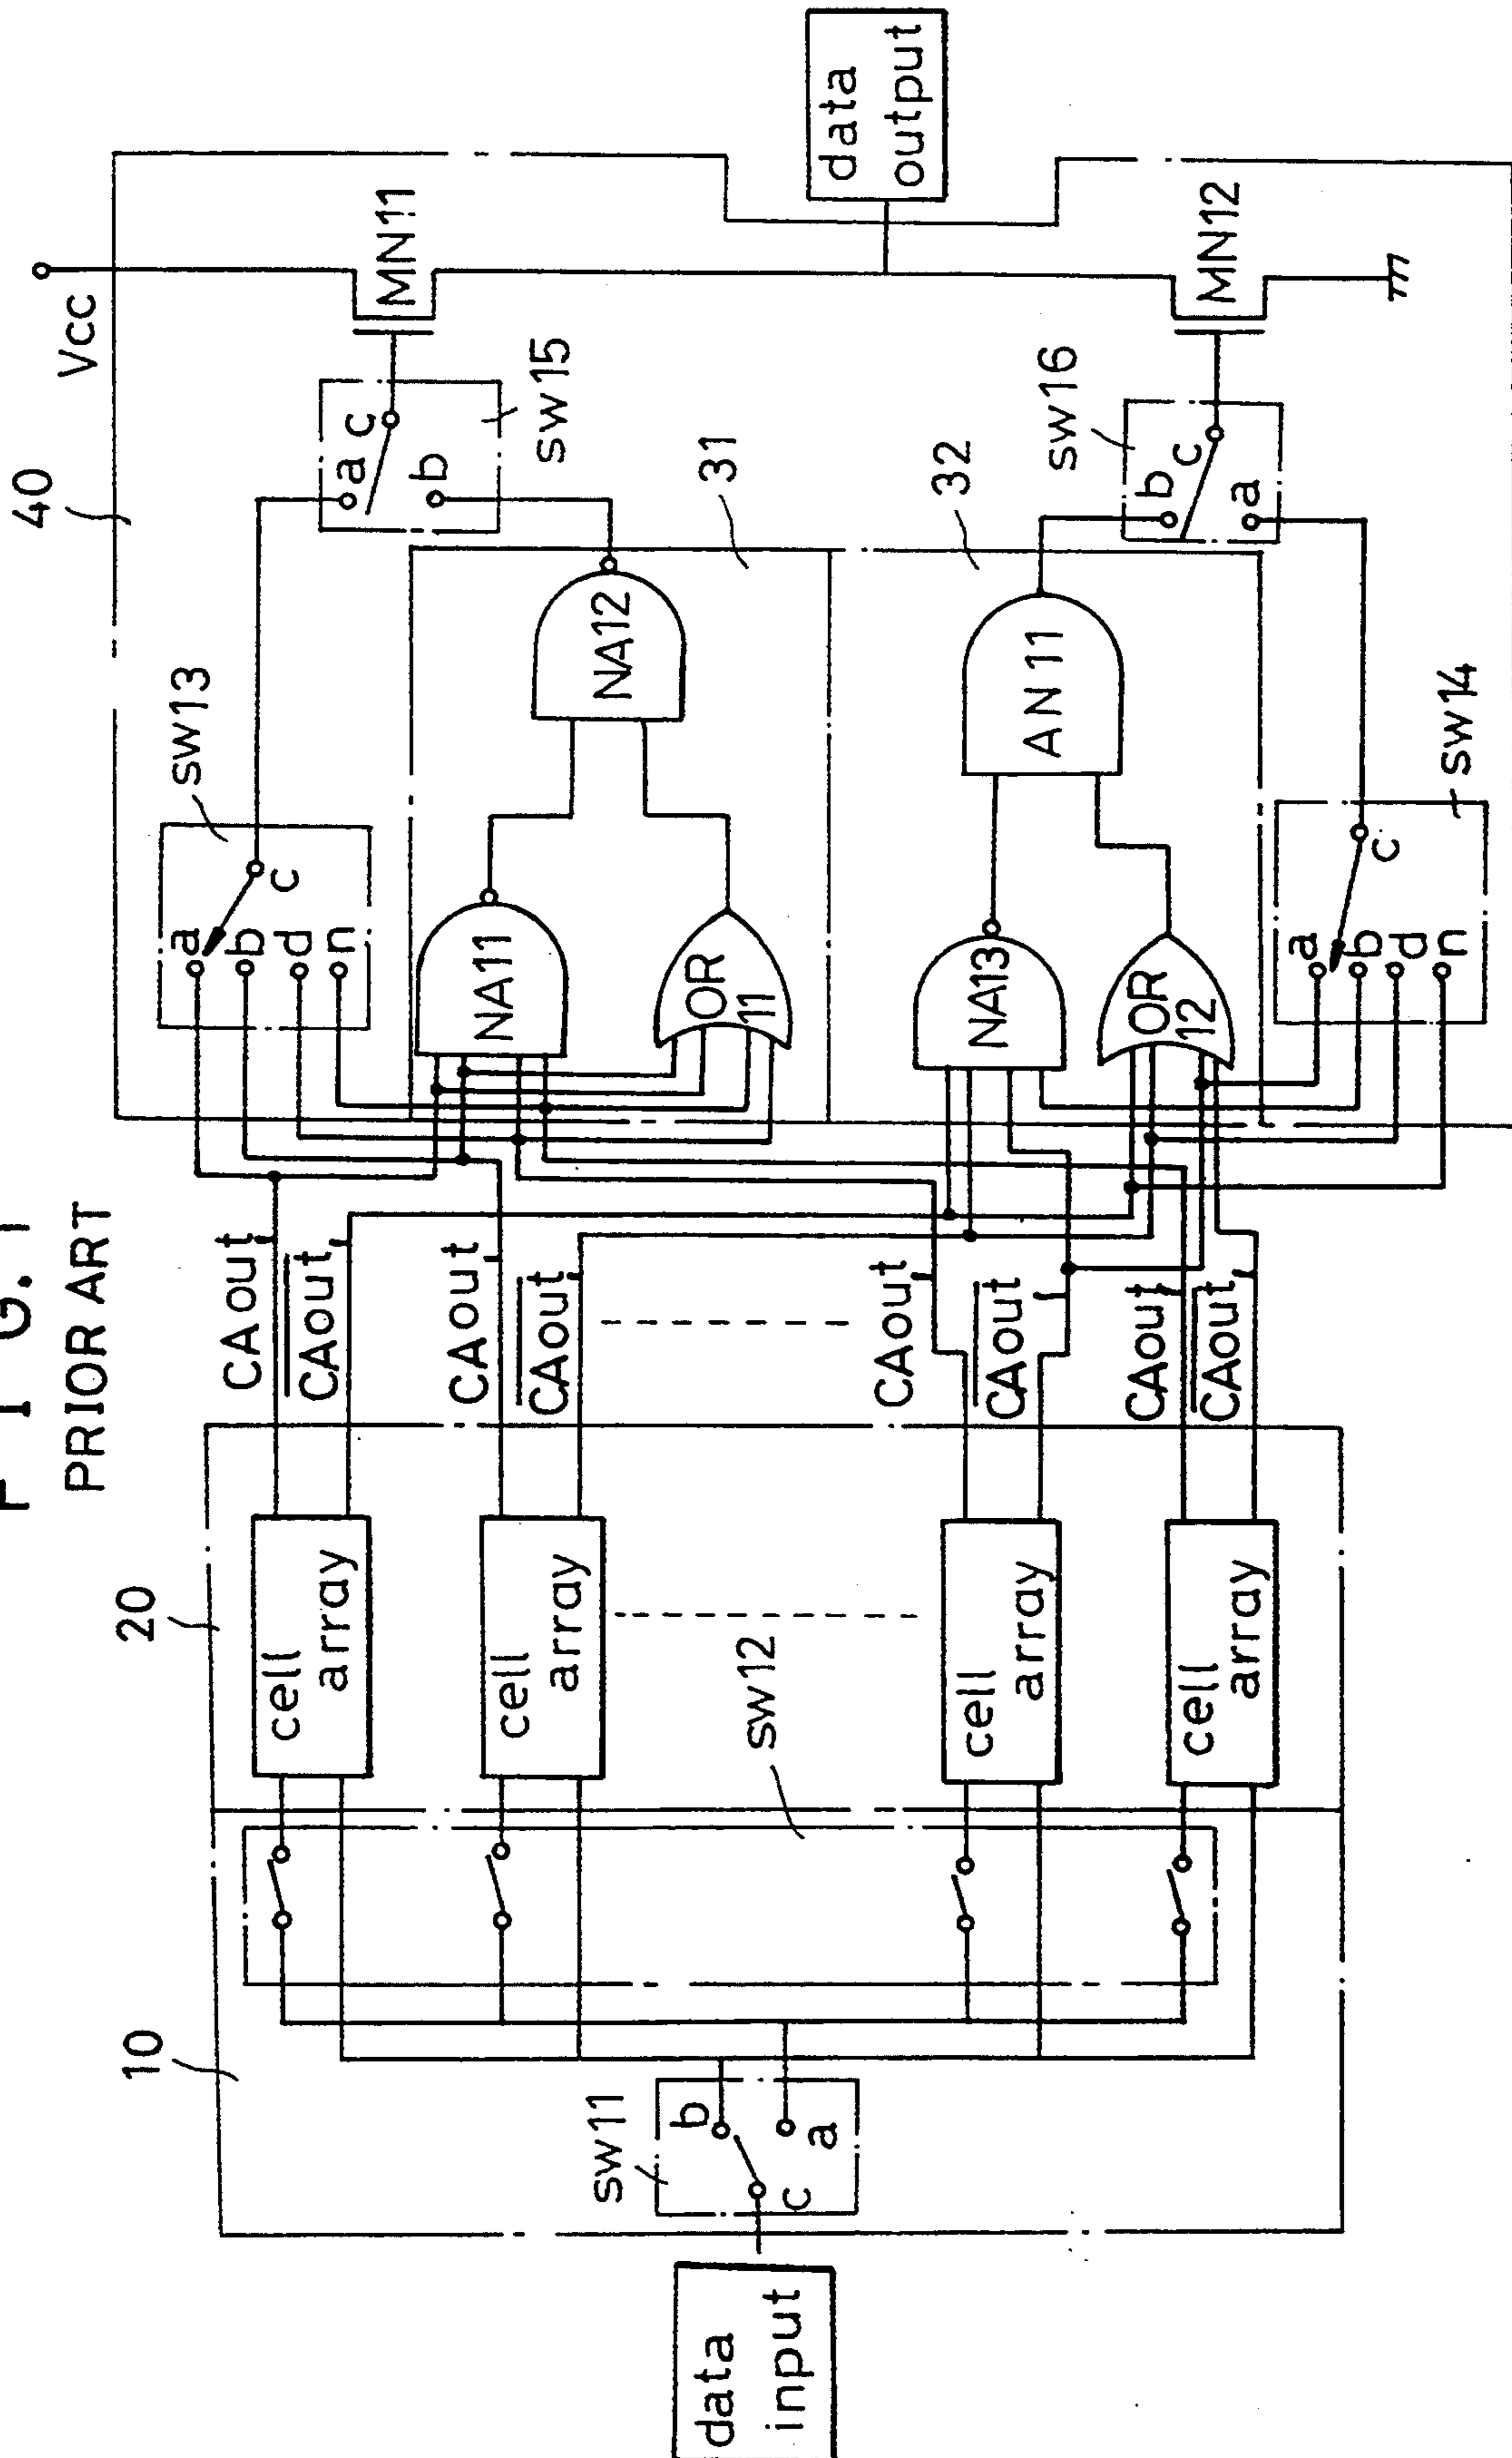 FIG.1
PRIOR ART
10
20
40
data
input
sw11
b
a
c
sw12
cell
array
cell
array
cell
array
cell
array
CAout
CAout
CAout
CAout
CAout
CAout
CAout
CAout
sw13
a
b
d
n
c
NA11
OR
11
NA12
31
NA13
OR
12
AN11
32
sw14
a
b
d
n
c
sw15
a
b
c
sw16
b
a
c
Vcc
MN11
MN12
data
output